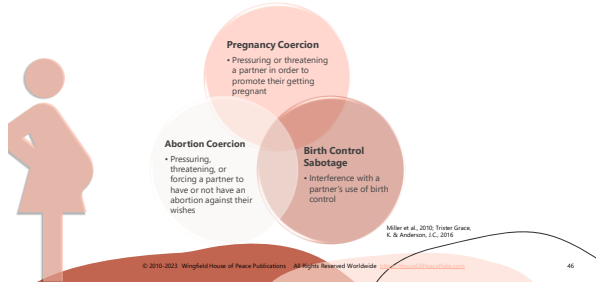 Pregnancy Coercion
• Pressuring or threatening
a partner in order to
promote their getting
pregnant
Abortion Coercion
• Pressuring,
threatening, or
forcing a partner to
have or not have an
abortion against their
wishes
Birth Control
Sabotage
• Interference with a
partner's use of birth
control
Miller et al., 2010; Trister Grace,
K. & Anderson, J.C., 2016
© 2010-2023 Wingfield House of Peace Publications All Rights Reserved Worldwide
46